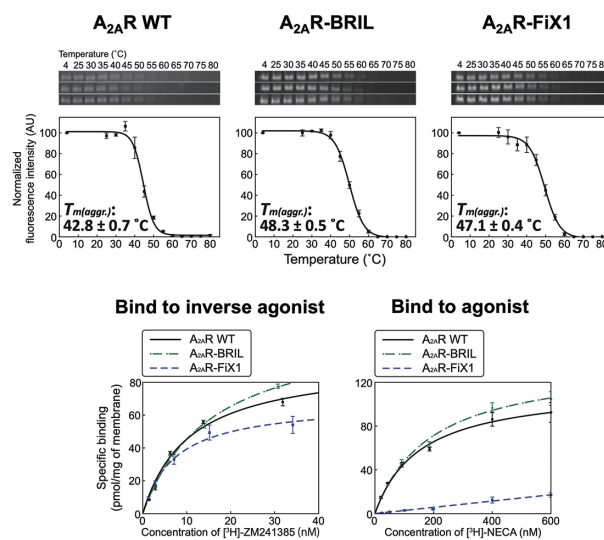 A2AR WT
A2AR-BRIL
A2AR-FiX1
Temperature (°C)
4 25 30 35 40 45 50 55 60 65 70 75 80
Temperature (°C)
4 25 30 35 40 45 50 55 60 65 70 75 80
Temperature (°C)
4 25 30 35 40 45 50 55 60 65 70 75 80
Normalized
fluorescence intensity (AU)
100
80
60
40
20
0
Tm(aggr.):
42.8 ± 0.7 ˚C
0 10 20 30 40 50 60 70 80
100
80
60
40
20
0
Tm(aggr.):
48.3 ± 0.5 ˚C
0 10 20 30 40 50 60 70 80
100
80
60
40
20
0
Tm(aggr.):
47.1 ± 0.4 ˚C
0 10 20 30 40 50 60 70 80
Temperature (˚C)
Bind to inverse agonist
A2AR WT
A2AR-BRIL
A2AR-FiX1
Specific binding
(pmol/mg of membrane)
80
60
40
20
0
0 10 20 30 40
Concentration of [³H]-ZM241385 (nM)
Bind to agonist
A2AR WT
A2AR-BRIL
A2AR-FiX1
120
80
40
0
0 200 400 600
Concentration of [³H]-NECA (nM)